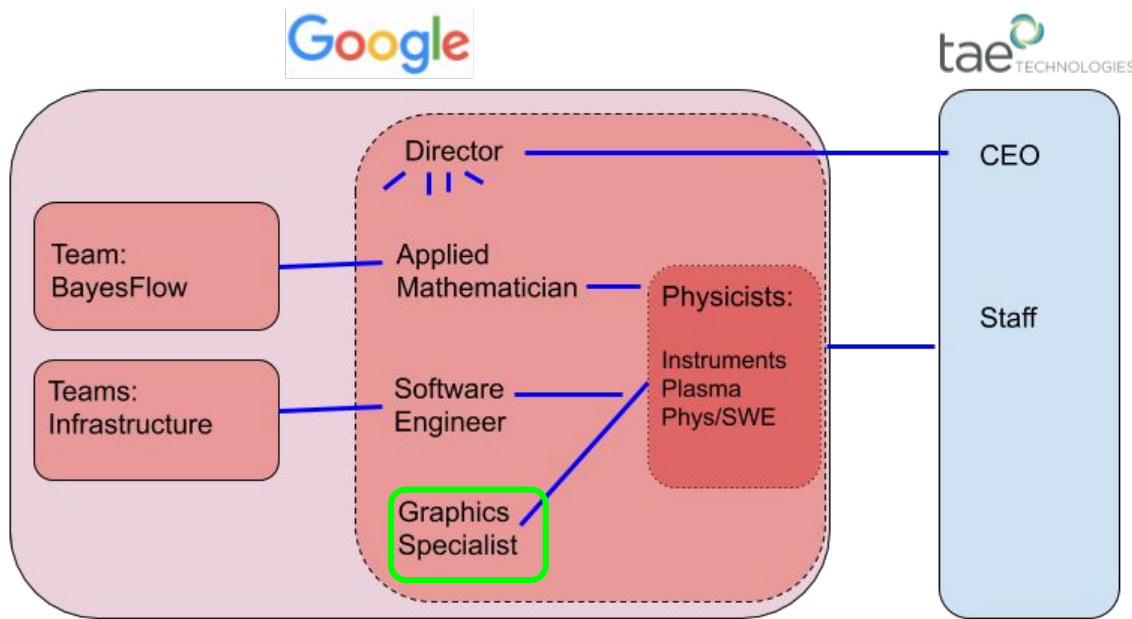 Google
tae TECHNOLOGIES
Director
CEO
Team:
BayesFlow
Applied
Mathematician
Physicists:
Instruments
Plasma
Phys/SWE
Staff
Teams:
Infrastructure
Software
Engineer
Graphics
Specialist